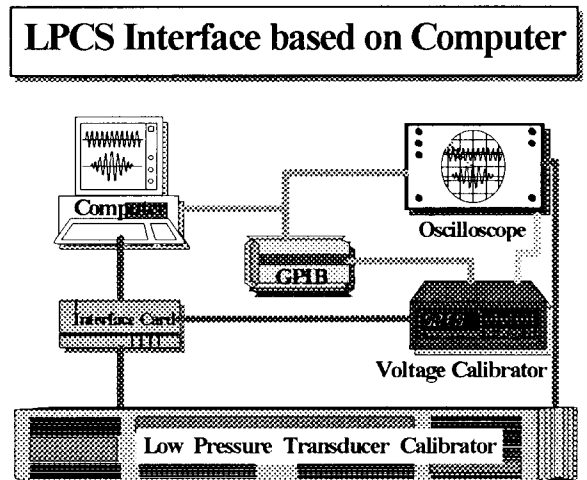 LPCS Interface based on Computer
Computer
Oscilloscope
GPIB
Interface Card
Voltage Calibrator
Low Pressure Transducer Calibrator